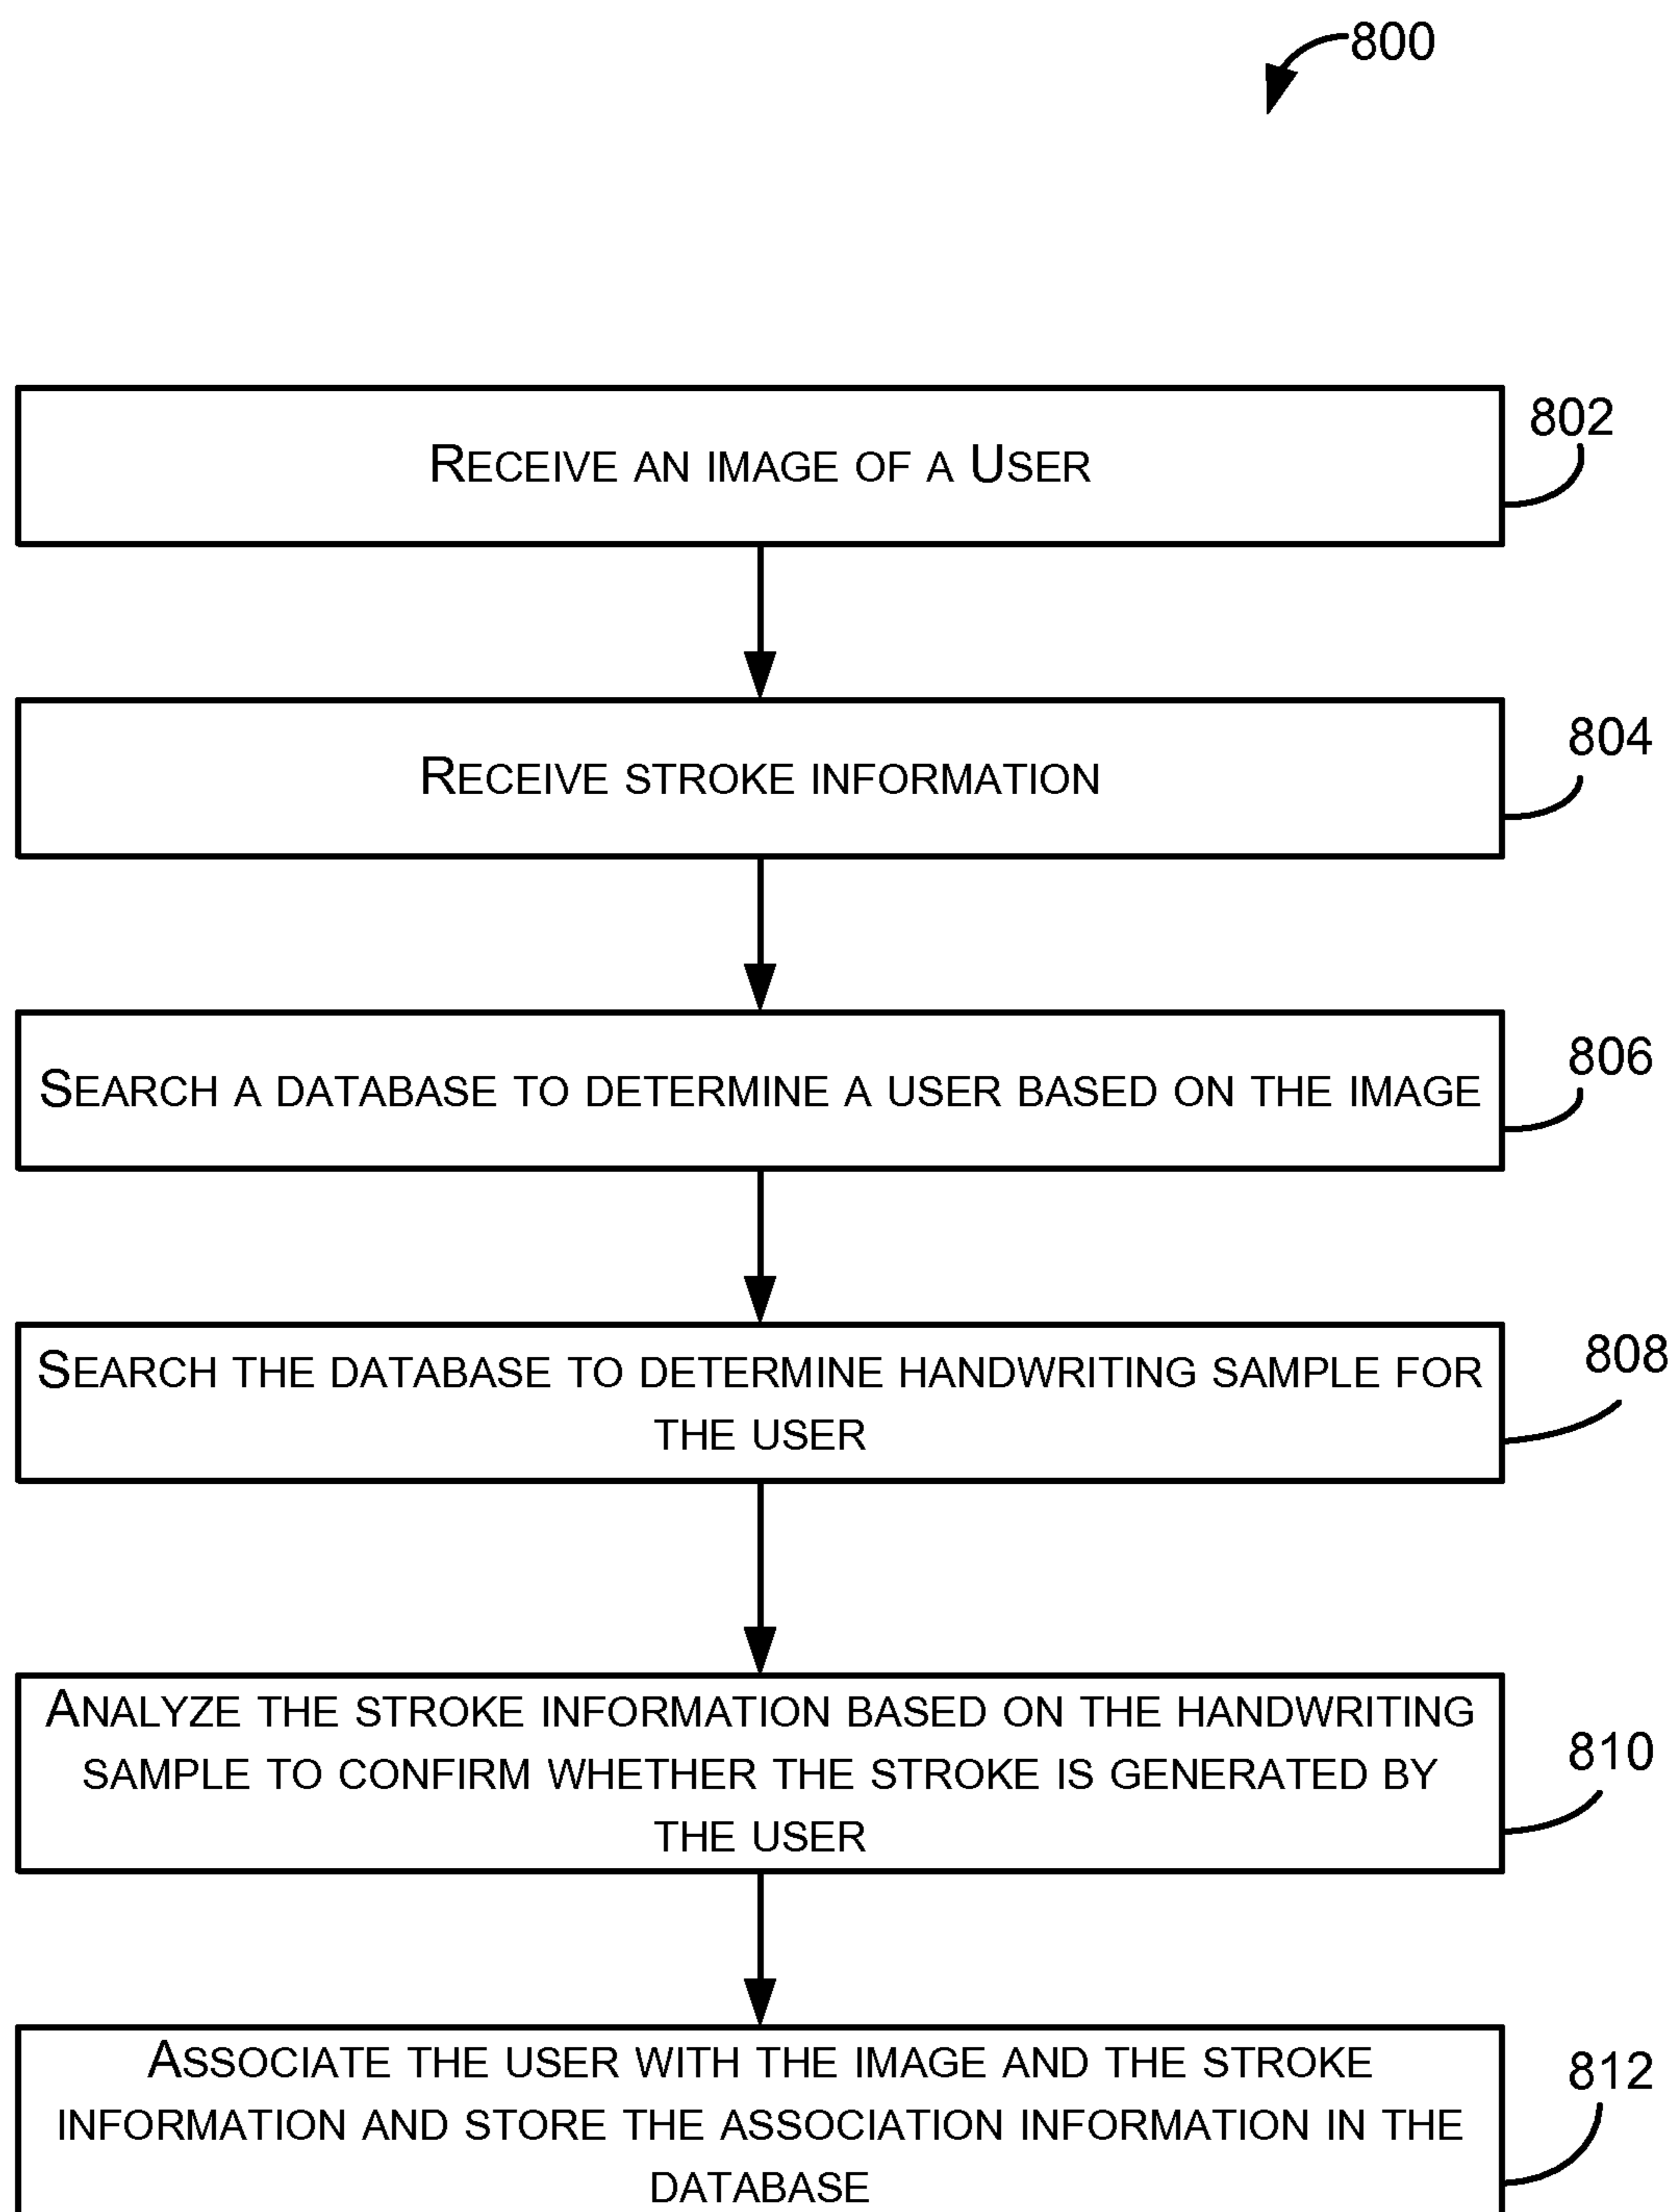 800
RECEIVE AN IMAGE OF A USER
802
RECEIVE STROKE INFORMATION
804
SEARCH A DATABASE TO DETERMINE A USER BASED ON THE IMAGE
806
SEARCH THE DATABASE TO DETERMINE HANDWRITING SAMPLE FOR
THE USER
808
ANALYZE THE STROKE INFORMATION BASED ON THE HANDWRITING
SAMPLE TO CONFIRM WHETHER THE STROKE IS GENERATED BY
THE USER
810
ASSOCIATE THE USER WITH THE IMAGE AND THE STROKE
INFORMATION AND STORE THE ASSOCIATION INFORMATION IN THE
DATABASE
812